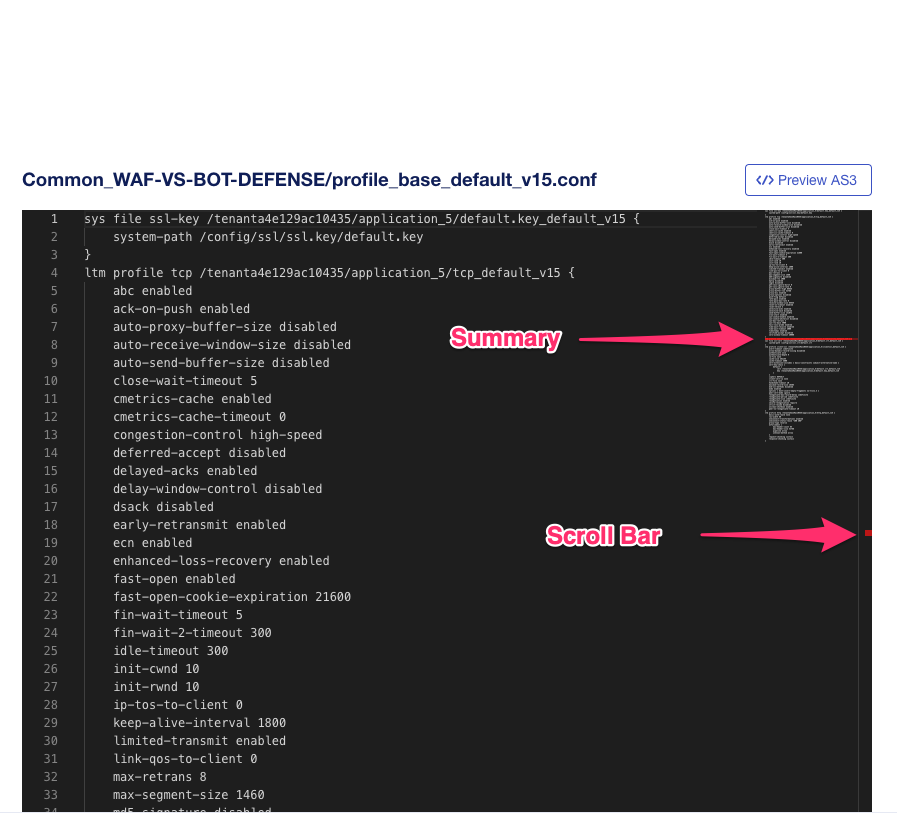 Common_WAF-VS-BOT-DEFENSE/profile_base_default_v15.conf
</> Preview AS3
1 sys file ssl-key /tenanta4e129ac10435/application_5/default.key_default_v15 {
2 system-path /config/ssl/ssl.key/default.key
3 }
4 ltm profile tcp /tenanta4e129ac10435/application_5/tcp_default_v15 {
5 abc enabled
6 ack-on-push enabled
7 auto-proxy-buffer-size disabled
8 auto-receive-window-size disabled
Summary
9 auto-send-buffer-size disabled
10 close-wait-timeout 5
11 cmetrics-cache enabled
12 cmetrics-cache-timeout 0
13 congestion-control high-speed
14 deferred-accept disabled
15 delayed-acks enabled
16 delay-window-control disabled
17 dsack disabled
18 early-retransmit enabled
Scroll Bar
19 ecn enabled
20 enhanced-loss-recovery enabled
21 fast-open enabled
22 fast-open-cookie-expiration 21600
23 fin-wait-timeout 5
24 fin-wait-2-timeout 300
25 idle-timeout 300
26 init-cwnd 10
27 init-rwnd 10
28 ip-tos-to-client 0
29 keep-alive-interval 1800
30 limited-transmit enabled
31 link-qos-to-client 0
32 max-retrans 8
33 max-segment-size 1460
34 md5-signature disabled